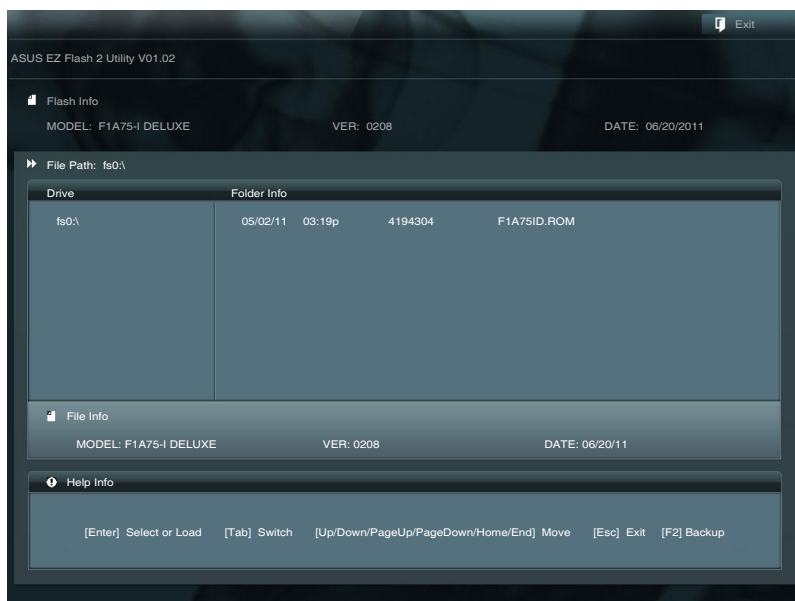 Exit
ASUS EZ Flash 2 Utility V01.02
Flash Info
MODEL: F1A75-I DELUXE VER: 0208 DATE: 06/20/2011
File Path: fs0:\
Drive Folder Info
fs0:\ 05/02/11 03:19p 4194304 F1A75ID.ROM
File Info
MODEL: F1A75-I DELUXE VER: 0208 DATE: 06/20/11
Help Info
[Enter] Select or Load [Tab] Switch [Up/Down/PageUp/PageDown/Home/End] Move [Esc] Exit [F2] Backup